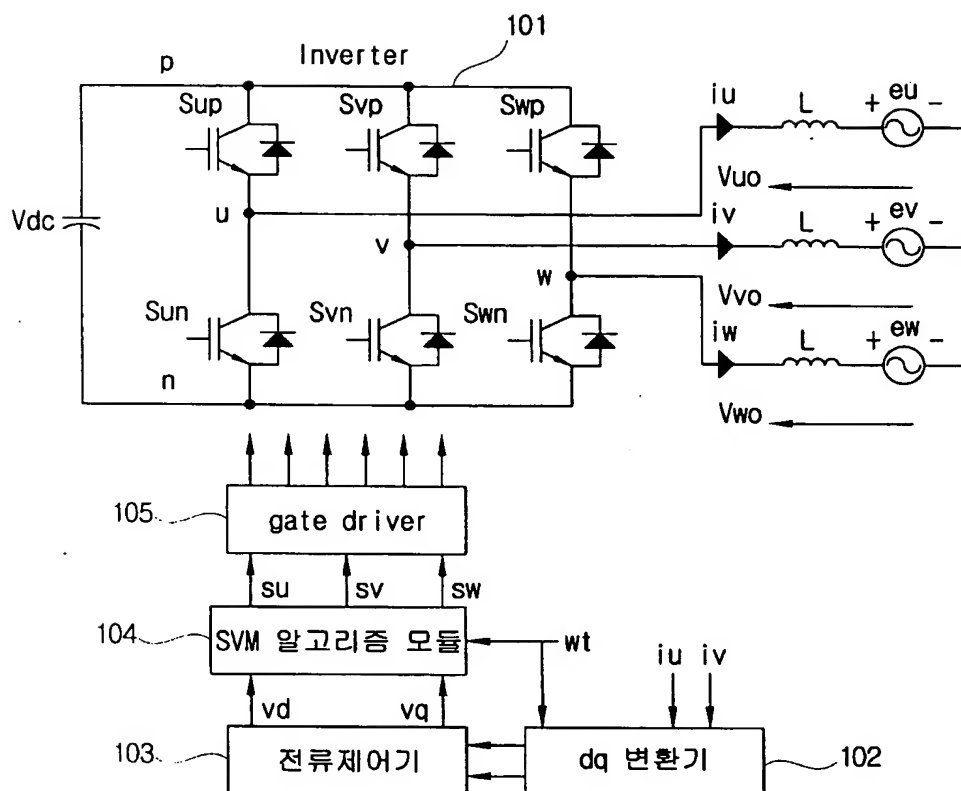 101
Inverter
p
Sup
Svp
Swp
iu
L
+ eu -
Vuo
Vdc
u
iv
L
+ ev -
v
w
Vvo
Sun
Svn
Swn
iw
L
+ ew -
n
Vwo
105
gate driver
su
sv
sw
104
SVM 알고리즘 모듈
wt
iu
iv
vd
vq
103
전류제어기
dq 변환기
102